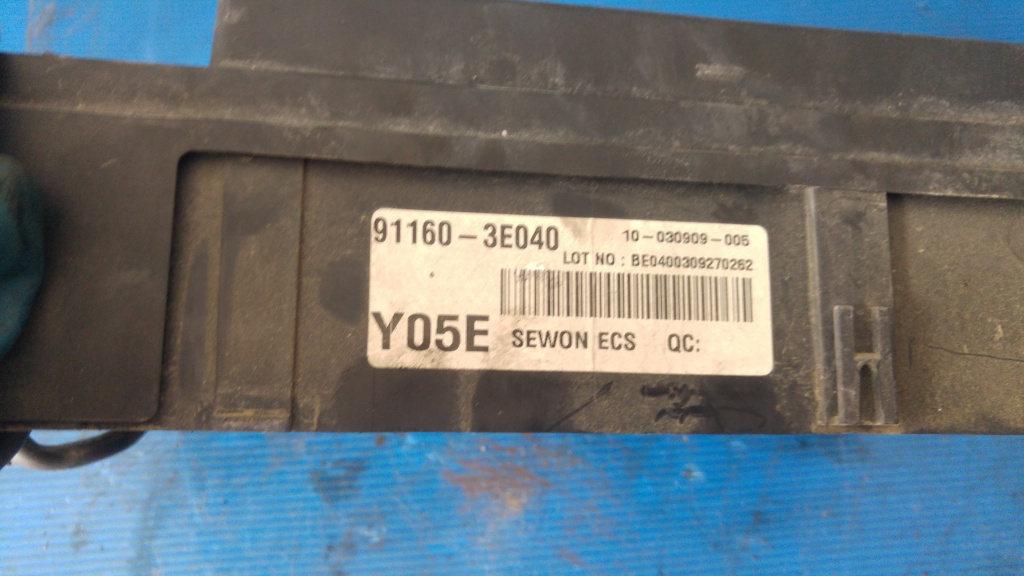 91160-3E040 10-030909-005
LOT NO : BE0400309270262
Y05E SEWON ECS QC: